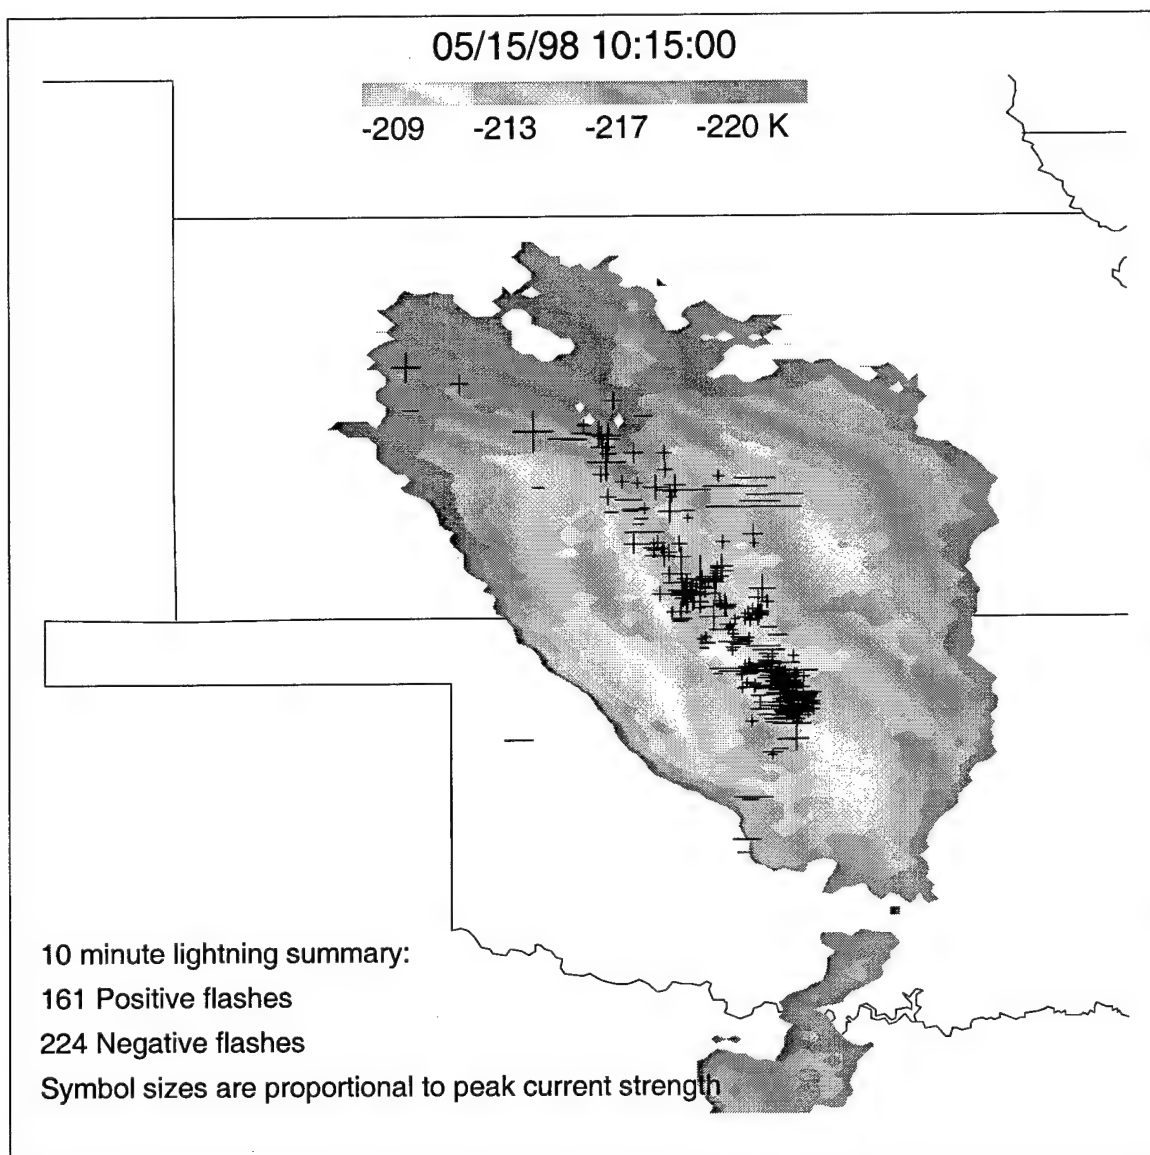 05/15/98 10:15:00
-209 -213 -217 -220 K
10 minute lightning summary:
161 Positive flashes
224 Negative flashes
Symbol sizes are proportional to peak current strength